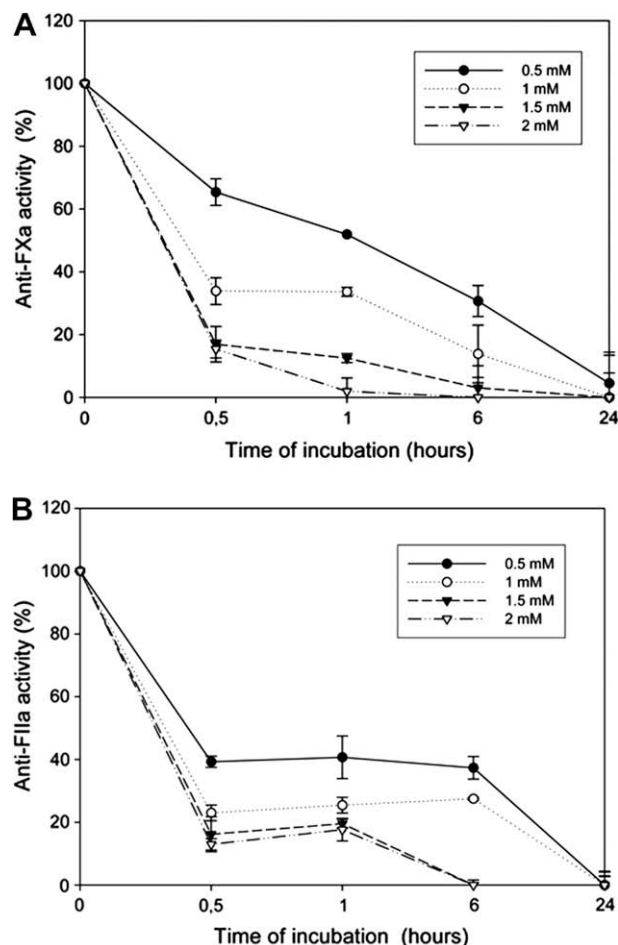 A
120
100
80
60
40
20
0
Anti-FXa activity (%)
0.5 mM
1 mM
1.5 mM
2 mM
0 0,5 1 6 24
Time of incubation (hours)
B
120
100
80
60
40
20
0
Anti-FIIa activity (%)
0.5 mM
1 mM
1.5 mM
2 mM
0 0,5 1 6 24
Time of incubation (hours)